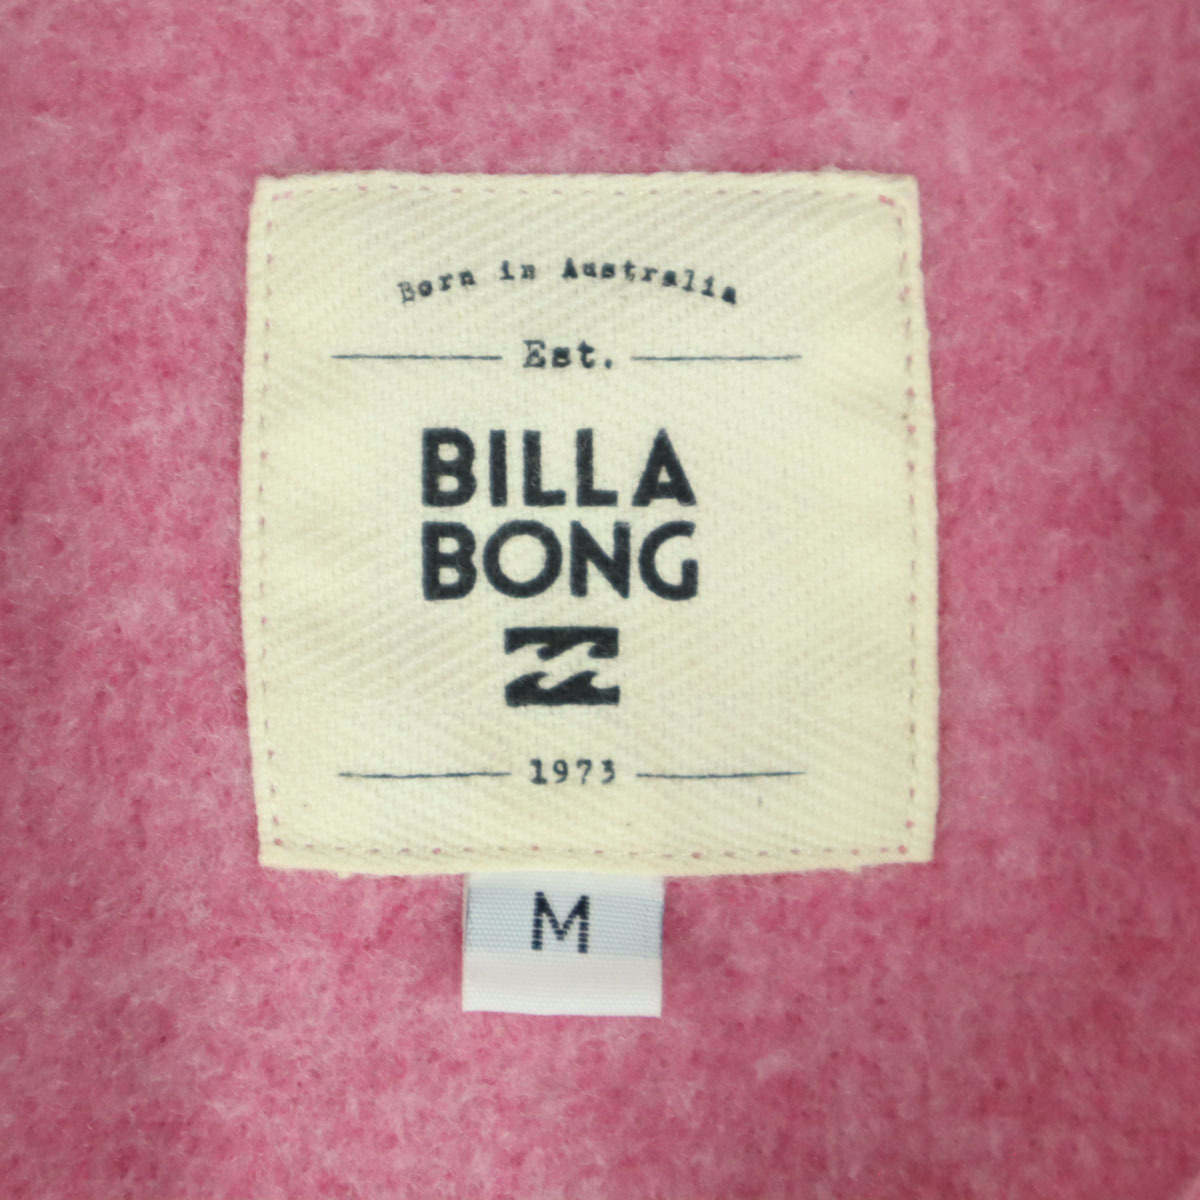 Born in Australia
Est.
BILLA
BONG
1973
M